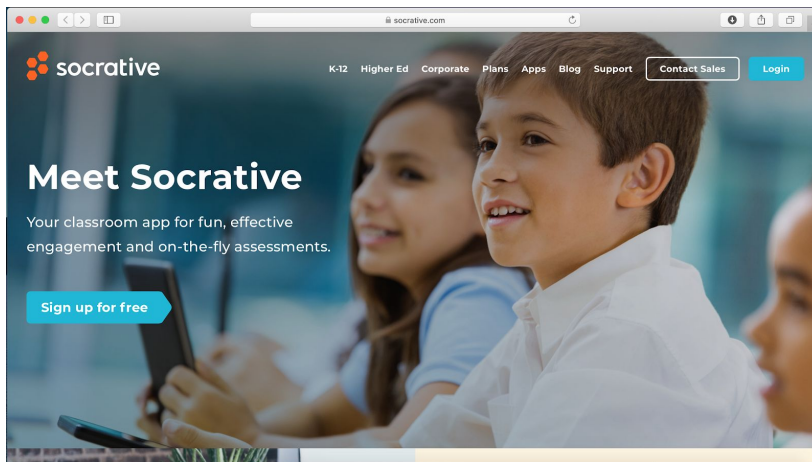 socrative.com
socrative
K-12 Higher Ed Corporate Plans Apps Blog Support Contact Sales Login
Meet Socrative
Your classroom app for fun, effective
engagement and on-the-fly assessments.
Sign up for free